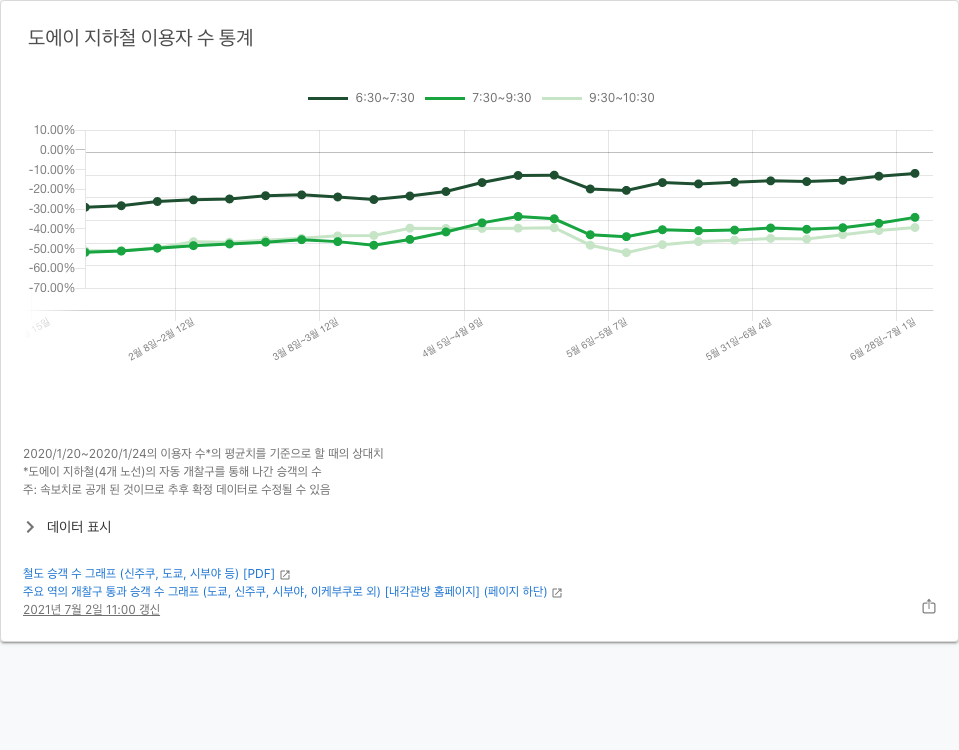 도에이 지하철 이용자 수 통계
6:30~7:30 7:30~9:30 9:30~10:30
10.00%
0.00%
-10.00%
-20.00%
-30.00%
-40.00%
-50.00%
-60.00%
-70.00%
15일
2월 8일~2월 12일
3월 8일~3월 12일
4월 5일~4월 9일
5월 6일~5월 7일
5월 31일~6월 4일
6월 28일~7월 1일
2020/1/20~2020/1/24의 이용자 수*의 평균치를 기준으로 할 때의 상대치
*도에이 지하철(4개 노선)의 자동 개찰구를 통해 나간 승객의 수
주: 속보치로 공개 된 것이므로 추후 확정 데이터로 수정될 수 있음
데이터 표시
철도 승객 수 그래프 (신주쿠, 도쿄, 시부야 등) [PDF]
주요 역의 개찰구 통과 승객 수 그래프 (도쿄, 신주쿠, 시부야, 이케부쿠로 외) [내각관방 홈페이지] (페이지 하단)
2021년 7월 2일 11:00 갱신